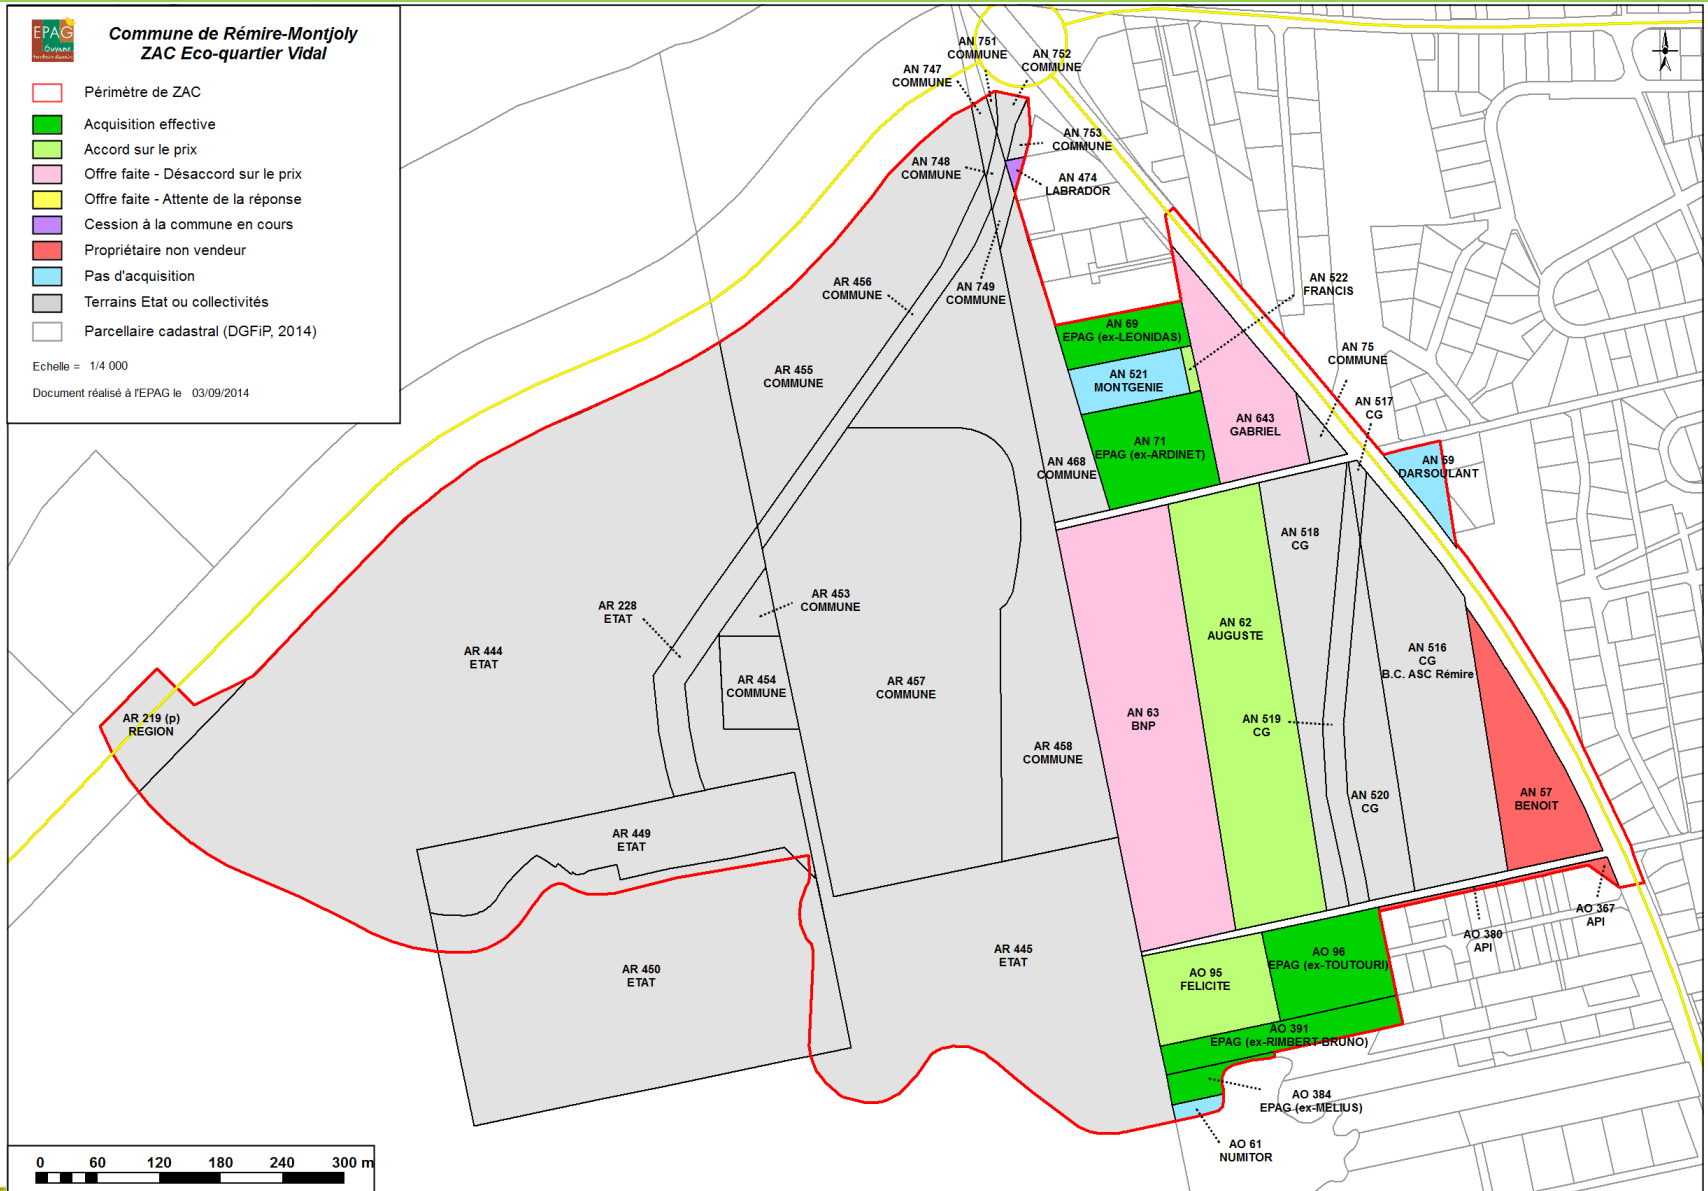 EPAG
Guyane
Commune de Rémire-Montjoly
ZAC Eco-quartier Vidal
Périmètre de ZAC
Acquisition effective
Accord sur le prix
Offre faite - Désaccord sur le prix
Offre faite - Attente de la réponse
Cession à la commune en cours
Propriétaire non vendeur
Pas d'acquisition
Terrains Etat ou collectivités
Parcellaire cadastral (DGFiP, 2014)
Echelle = 1/4 000
Document réalisé à l'EPAG le 03/09/2014
AN 751
COMMUNE
AN 752
COMMUNE
AN 747
COMMUNE
AN 753
COMMUNE
AN 748
COMMUNE
AN 474
LABRADOR
AR 456
COMMUNE
AN 749
COMMUNE
AN 522
FRANCIS
AN 69
EPAG (ex-LEONIDAS)
AN 75
COMMUNE
AR 455
COMMUNE
AN 521
MONTGENIE
AN 517
CG
AN 643
GABRIEL
AN 71
EPAG (ex-ARDINET)
AN 468
COMMUNE
AN 59
DARSOULANT
AN 518
CG
AR 453
COMMUNE
AR 228
ETAT
AN 62
AUGUSTE
AR 444
ETAT
AN 516
CG
B.C. ASC Rémire
AR 454
COMMUNE
AR 457
COMMUNE
AR 219 (p)
REGION
AN 63
BNP
AN 519
CG
AR 458
COMMUNE
AN 520
CG
AN 57
BENOIT
AR 449
ETAT
AO 367
API
AO 380
API
AR 445
ETAT
AO 96
EPAG (ex-TOUTOURI)
AR 450
ETAT
AO 95
FELICITE
AO 391
EPAG (ex-RIMBERT-BRUNO)
AO 384
EPAG (ex-MELIUS)
AO 61
NUMITOR
0 60 120 180 240 300 m